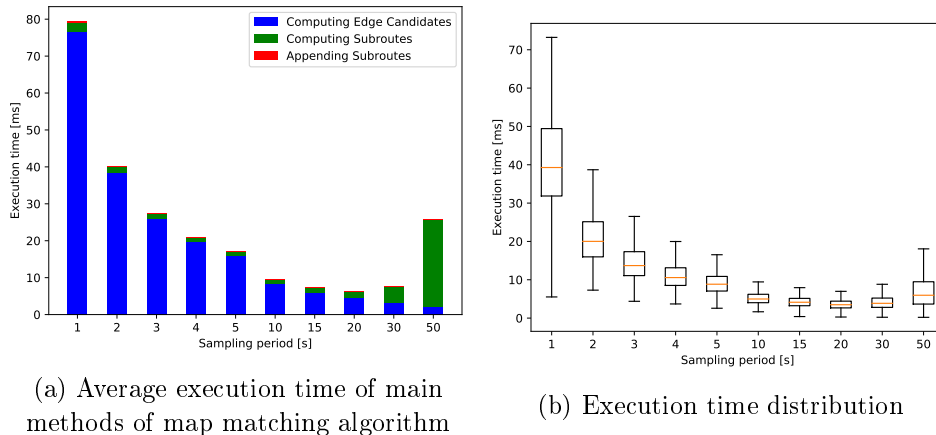 80
70
60
50
40
30
20
10
0
Execution time [ms]
Computing Edge Candidates
Computing Subroutes
Appending Subroutes
1 2 3 4 5 10 15 20 30 50
Sampling period [s]
(a) Average execution time of main
methods of map matching algorithm
70
60
50
40
30
20
10
0
Execution time [ms]
1 2 3 4 5 10 15 20 30 50
Sampling period [s]
(b) Execution time distribution